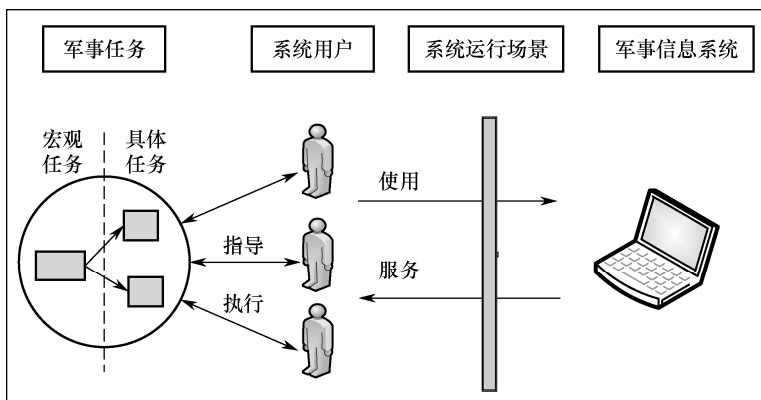 军事任务
系统用户
系统运行场景
军事信息系统
宏观
任务
具体
任务
使用
指导
服务
执行